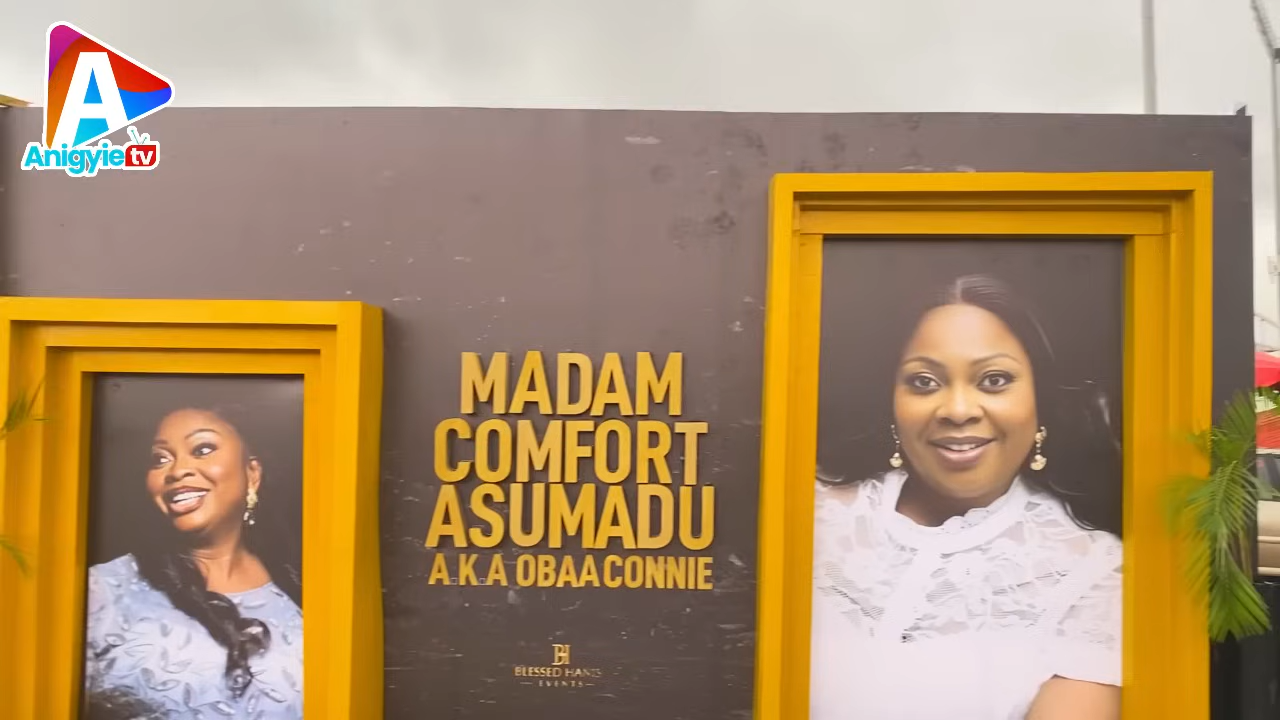 A
Anigyie tv
MADAM
COMFORT
ASUMADU
A.K.A OBAA CONNIE
BH
BLESSED HANDS
EVENTS